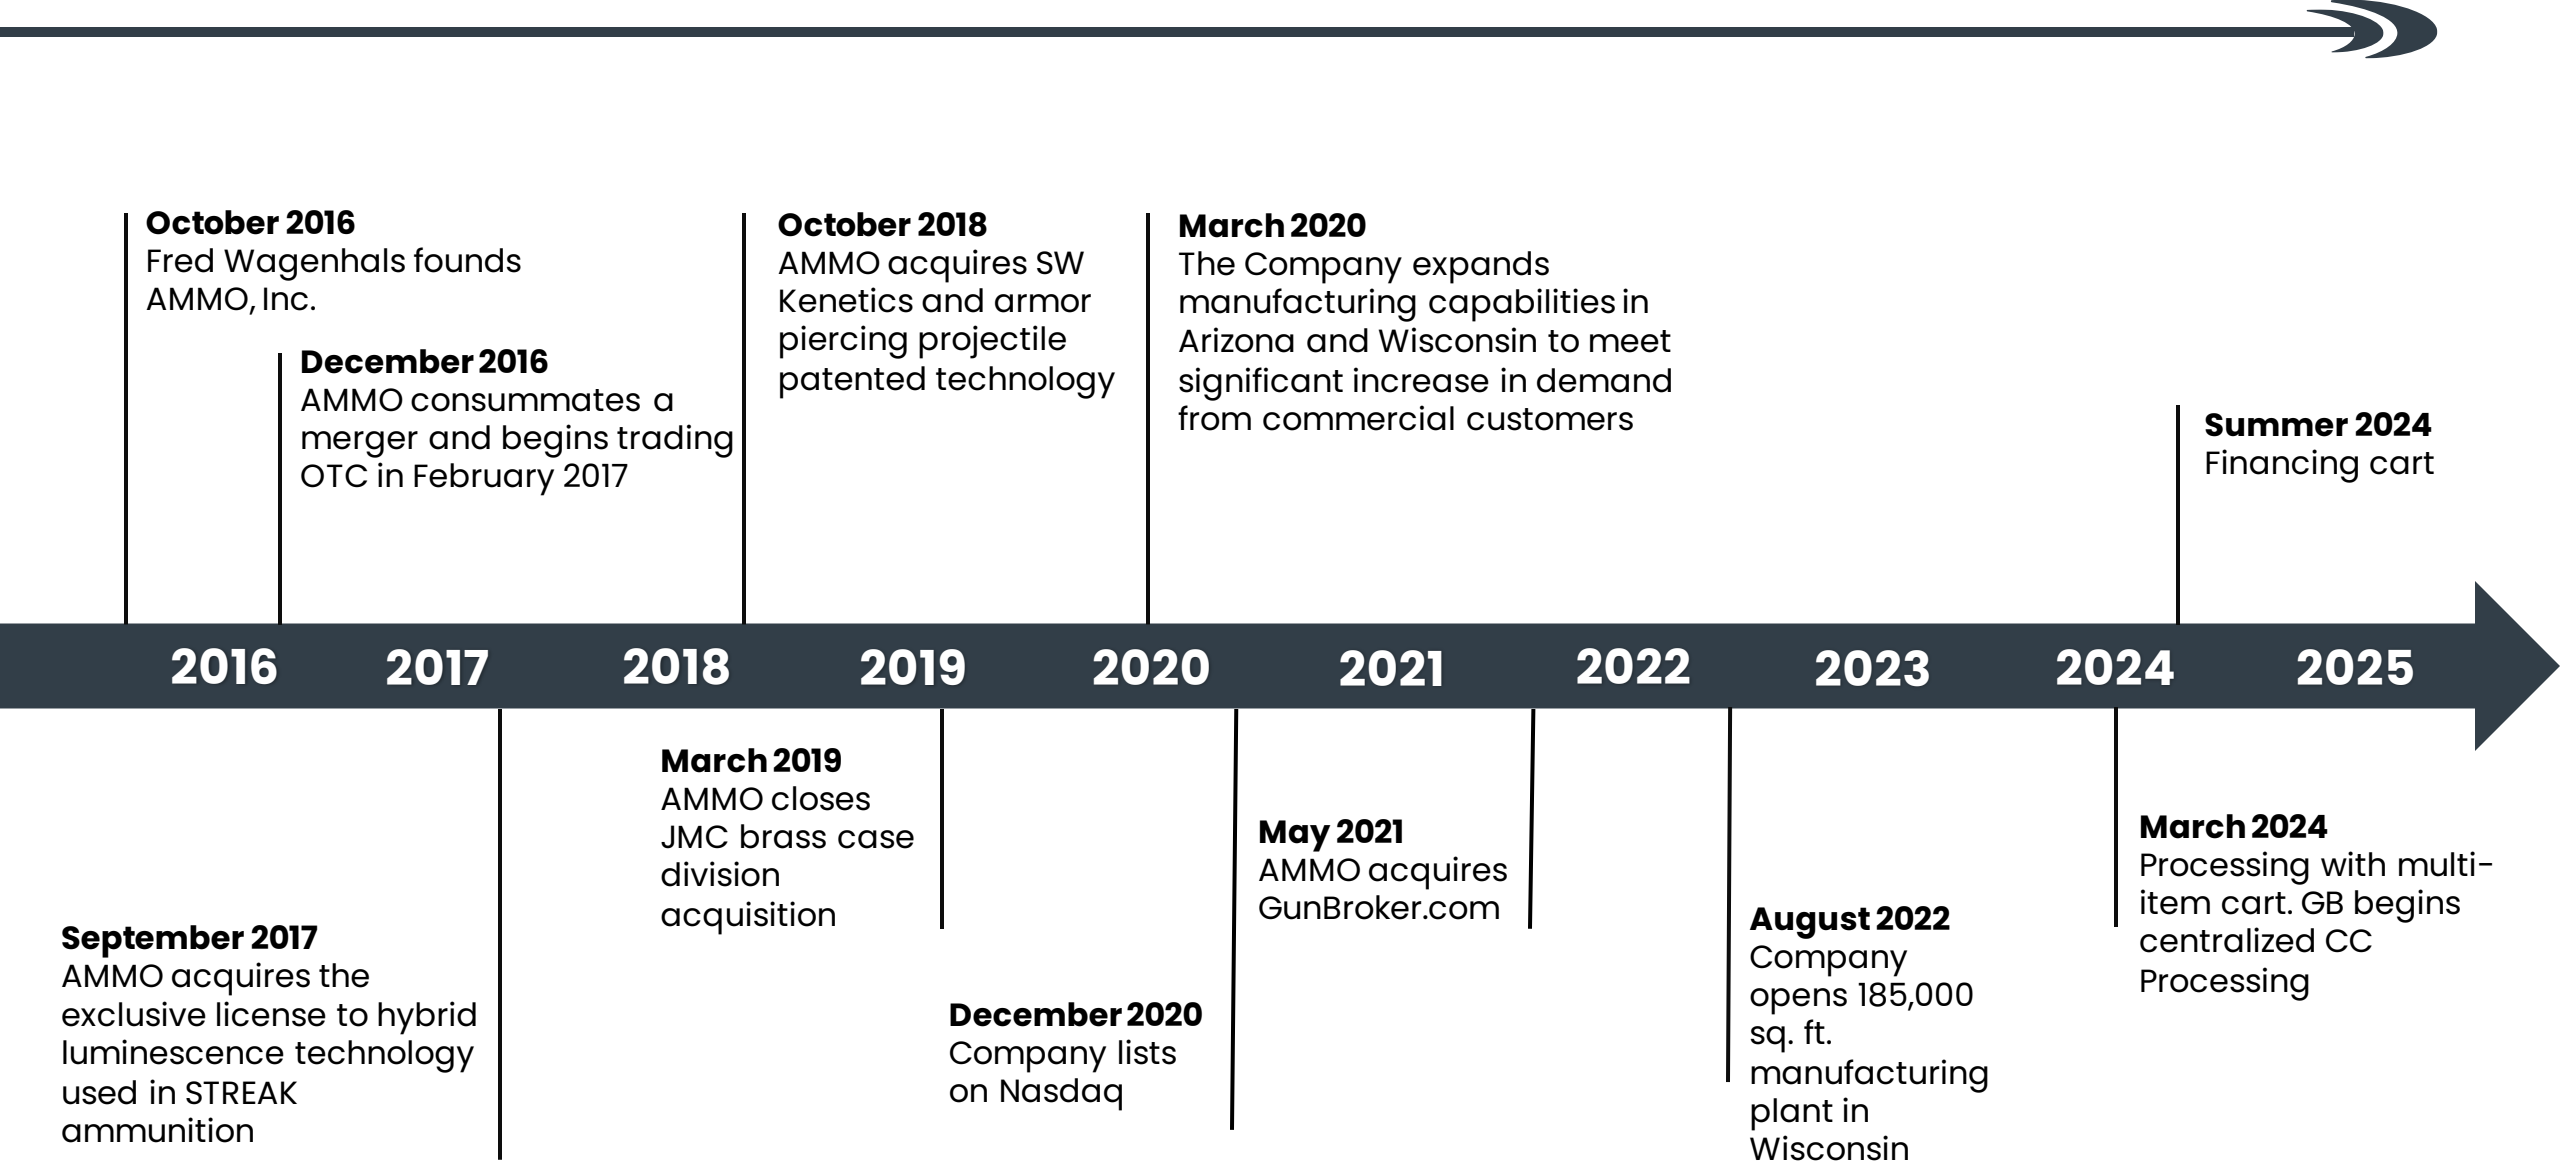 October 2016
Fred Wagenhals founds
AMMO, Inc.
December 2016
AMMO consummates a
merger and begins trading
OTC in February 2017
October 2018
AMMO acquires SW
Kenetics and armor
piercing projectile
patented technology
March 2020
The Company expands
manufacturing capabilities in
Arizona and Wisconsin to meet
significant increase in demand
from commercial customers
Summer 2024
Financing cart
2016 2017 2018 2019 2020 2021 2022 2023 2024 2025
September 2017
AMMO acquires the
exclusive license to hybrid
luminescence technology
used in STREAK
ammunition
March 2019
AMMO closes
JMC brass case
division
acquisition
December 2020
Company lists
on Nasdaq
May 2021
AMMO acquires
GunBroker.com
August 2022
Company
opens 185,000
sq. ft.
manufacturing
plant in
Wisconsin
March 2024
Processing with multi-
item cart. GB begins
centralized CC
Processing